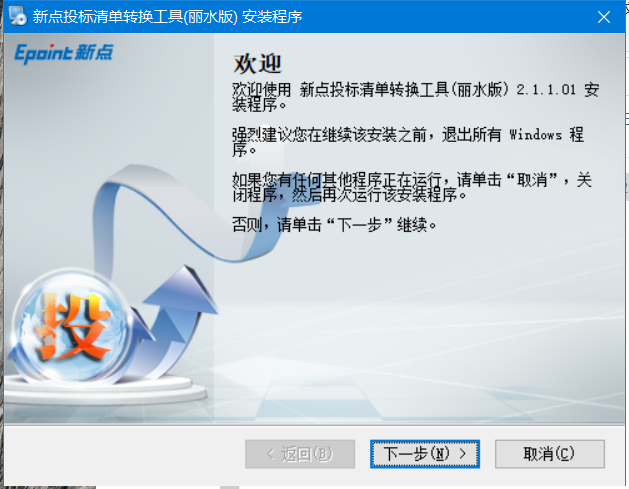 新点投标清单转换工具(丽水版) 安装程序
Epoint新点
欢迎
欢迎使用 新点投标清单转换工具(丽水版) 2.1.1.01 安
装程序。
强烈建议您在继续该安装之前，退出所有 Windows 程
序。
如果您有任何其他程序正在运行，请单击“取消”，关
闭程序，然后再次运行该安装程序。
否则，请单击“下一步”继续。
投
< 返回(B)
下一步(N) >
取消(C)